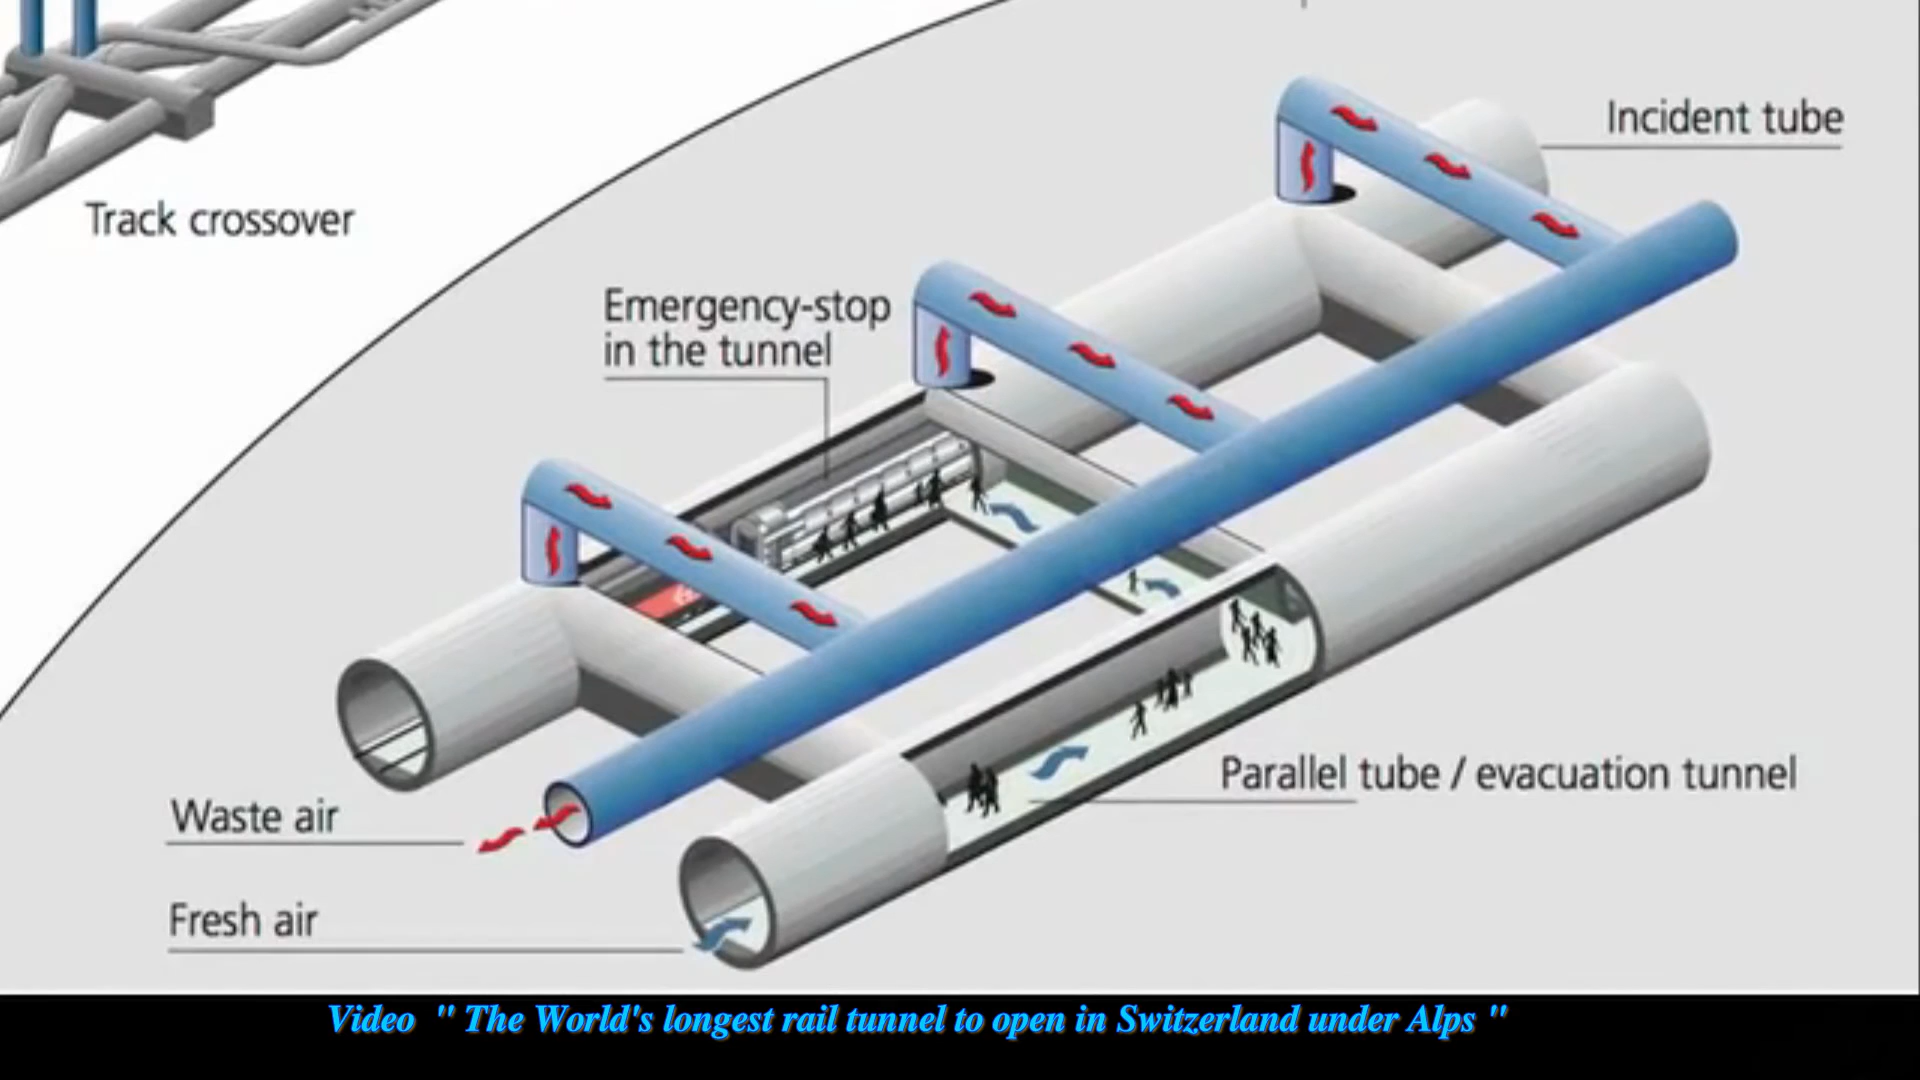 Incident tube
Track crossover
Emergency-stop
in the tunnel
Parallel tube / evacuation tunnel
Waste air
Fresh air
Video " The World's longest rail tunnel to open in Switzerland under Alps "